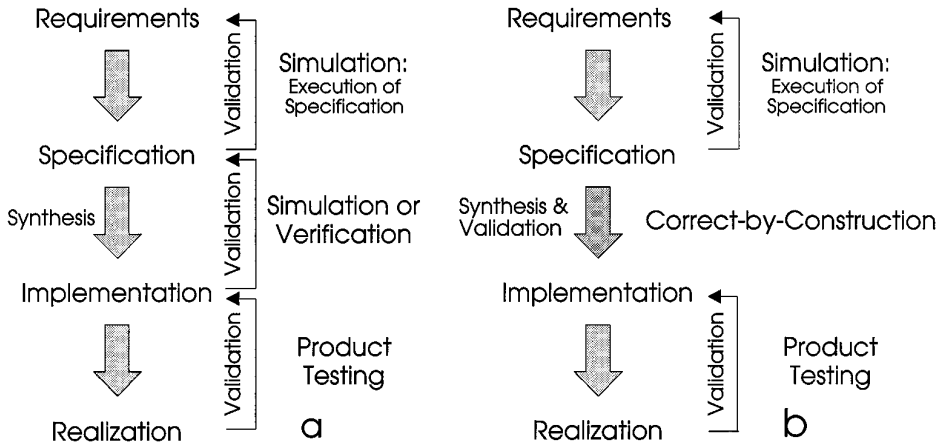 Requirements
Validation
Simulation:
Execution of
Specification
Specification
Synthesis
Validation
Simulation or
Verification
Implementation
Validation
Product
Testing
Realization
a
Requirements
Validation
Simulation:
Execution of
Specification
Specification
Synthesis &
Validation
Correct-by-Construction
Implementation
Validation
Product
Testing
Realization
b